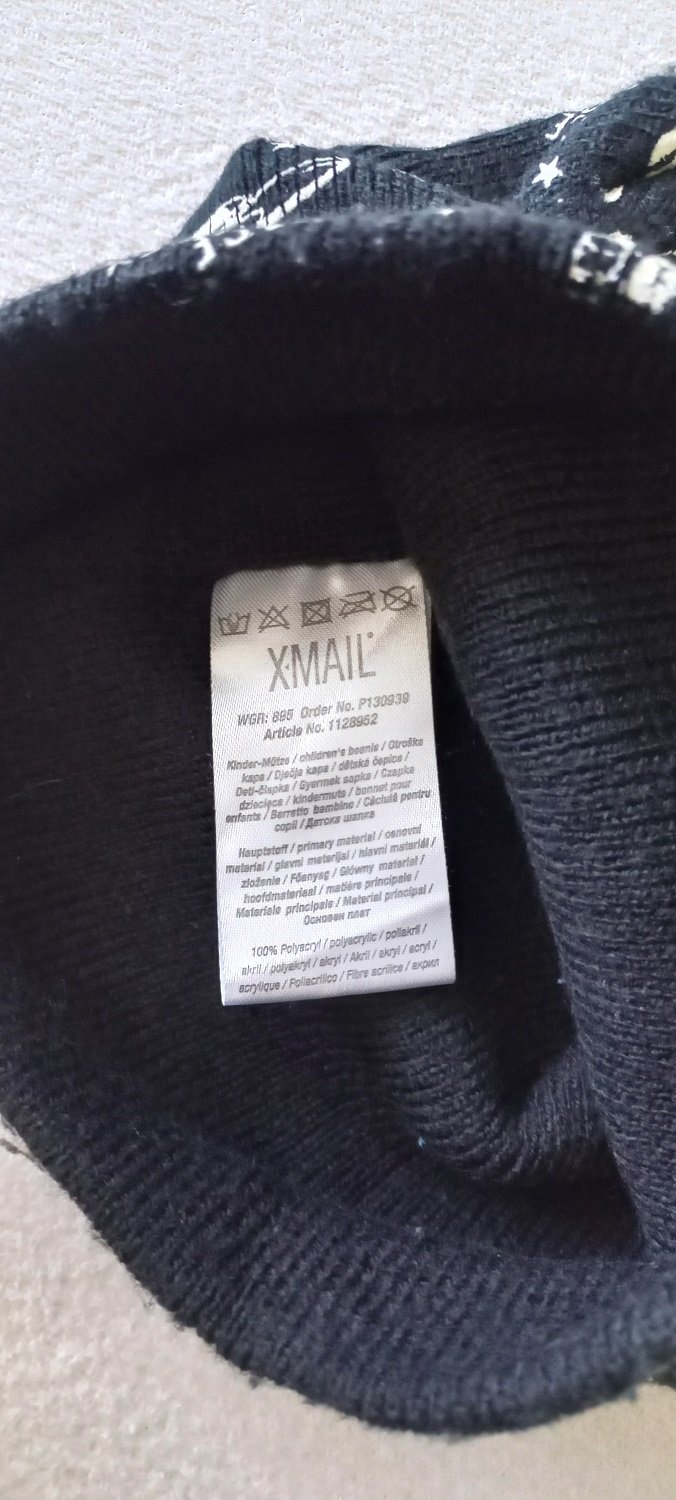 X-MAIL
WGR: 895 Order No. P130939
Article No. 1128952
Kinder-Mütze / children's beanie / Otroška
kapa / Dječja kapa / dětské čepice /
Deti-čiapka / Gyermek sapka / Czapka
dziecięca / kindermuts / bonnet pour
enfants / Berretto bambino / Căciulă pentru
copii / Детска шапка
Hauptstoff / primary material / osnovni
material / glavni materijal / hlavní materiál /
zloženie / Főanyag / Główny materiał /
hoofdmateriaal / matière principale /
Materiale principale / Material principal /
Основен плат
100% Polyacryl / polyacrylic / poliakril /
akril / polyakryl / akryl / Akril / akryl / acryl /
acrylique / Poliacrilico / Fibre acrilice / акрил